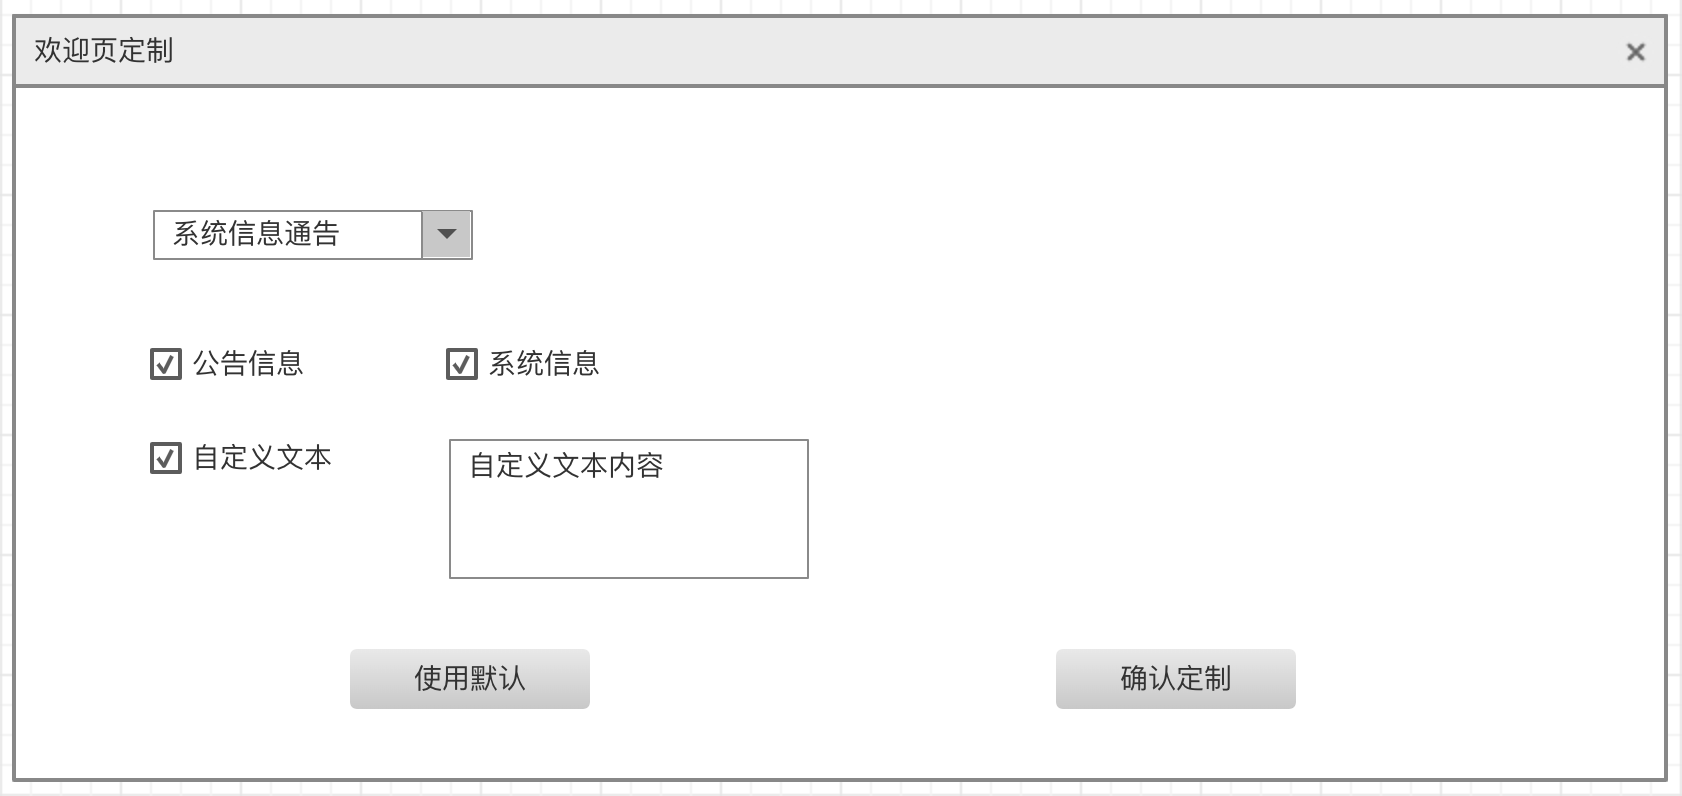 欢迎页定制
系统信息通告
公告信息
系统信息
自定义文本
自定义文本内容
使用默认
确认定制